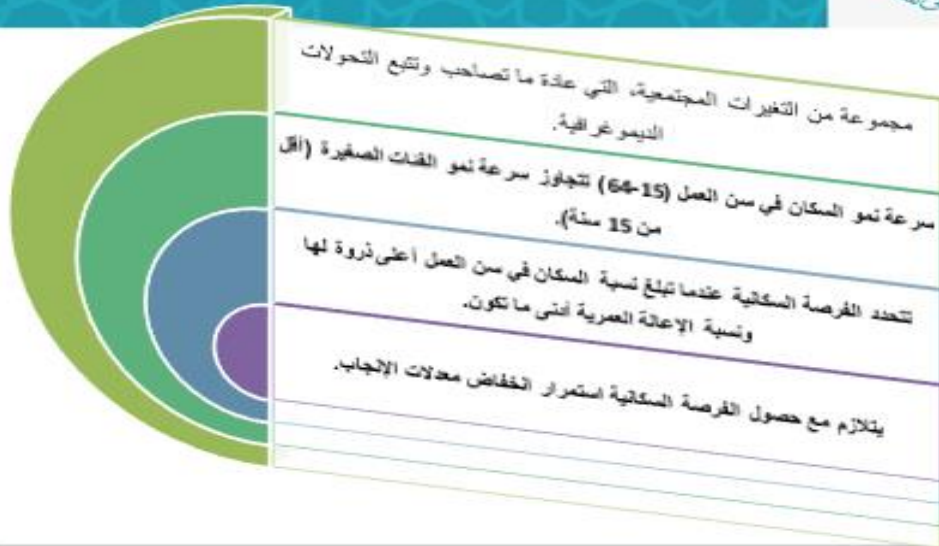 مجموعة من التغيرات المجتمعية، التي عادة ما تصاحب وتتبع التحولات
الديموغرافية.
سرعة نمو السكان في سن العمل (15-64) تتجاوز سرعة نمو الفئات الصغيرة (أقل
من 15 سنة).
تتحدد الفرصة السكانية عندما تبلغ نسبة السكان في سن العمل أعلى ذروة لها
ونسبة الإعالة العمرية أدنى ما تكون.
يتلازم مع حصول الفرصة السكانية استمرار انخفاض معدلات الإنجاب.